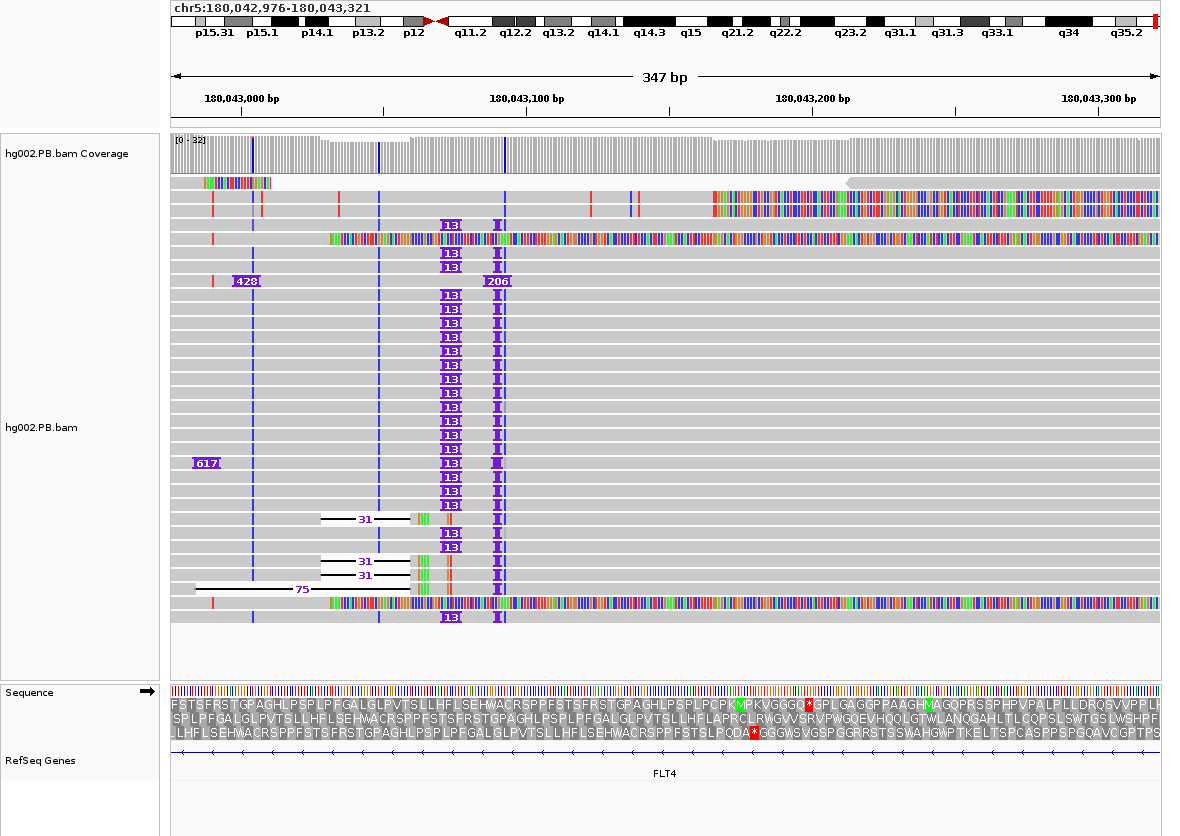 chr5:180,042,976-180,043,321
p15.31 p15.1 p14.1 p13.2 p12 q11.2 q12.2 q13.2 q14.1 q14.3 q15 q21.2 q22.2 q23.2 q31.1 q31.3 q33.1 q34 q35.2
347 bp
180,043,000 bp 180,043,100 bp 180,043,200 bp 180,043,300 bp
[0 - 32]
hg002.PB.bam Coverage
13
13
13
428 206
13
13
13
13
13
13
13
13
13
13
hg002.PB.bam
13
13
617 13
13
13
13
31
13
13
31
31
75
13
Sequence
FSTSFRSTGPAGHLPSPLPFGALGLPVTSLLHFLSEHWACRSPPFSTSFRSTGPAGHLPSPLPCPKMPKVGGGQ*GPLGAGGPPAAGHMAGQPRSSPHPVPALPLLDRQSVVPPL
SPLPFGALGLPVTSLLHFLSEHWACRSPPFSTSFRSTGPAGHLPSPLPFGALGLPVTSLLHFLAPRCLRWGVVSRVPWGQEVHQQLGTWLANQGAHLTLCQPSLSWTGSLWSHPF
LLHFLSEHWACRSPPFSTSFRSTGPAGHLPSPLPFGALGLPVTSLLHFLSEHWACRSPPFSTSLPQDA*GGGWSVGSPGGRRSTSSWAHGWPTKELTSPCASPPSPGQAVCGPTPS
RefSeq Genes
FLT4